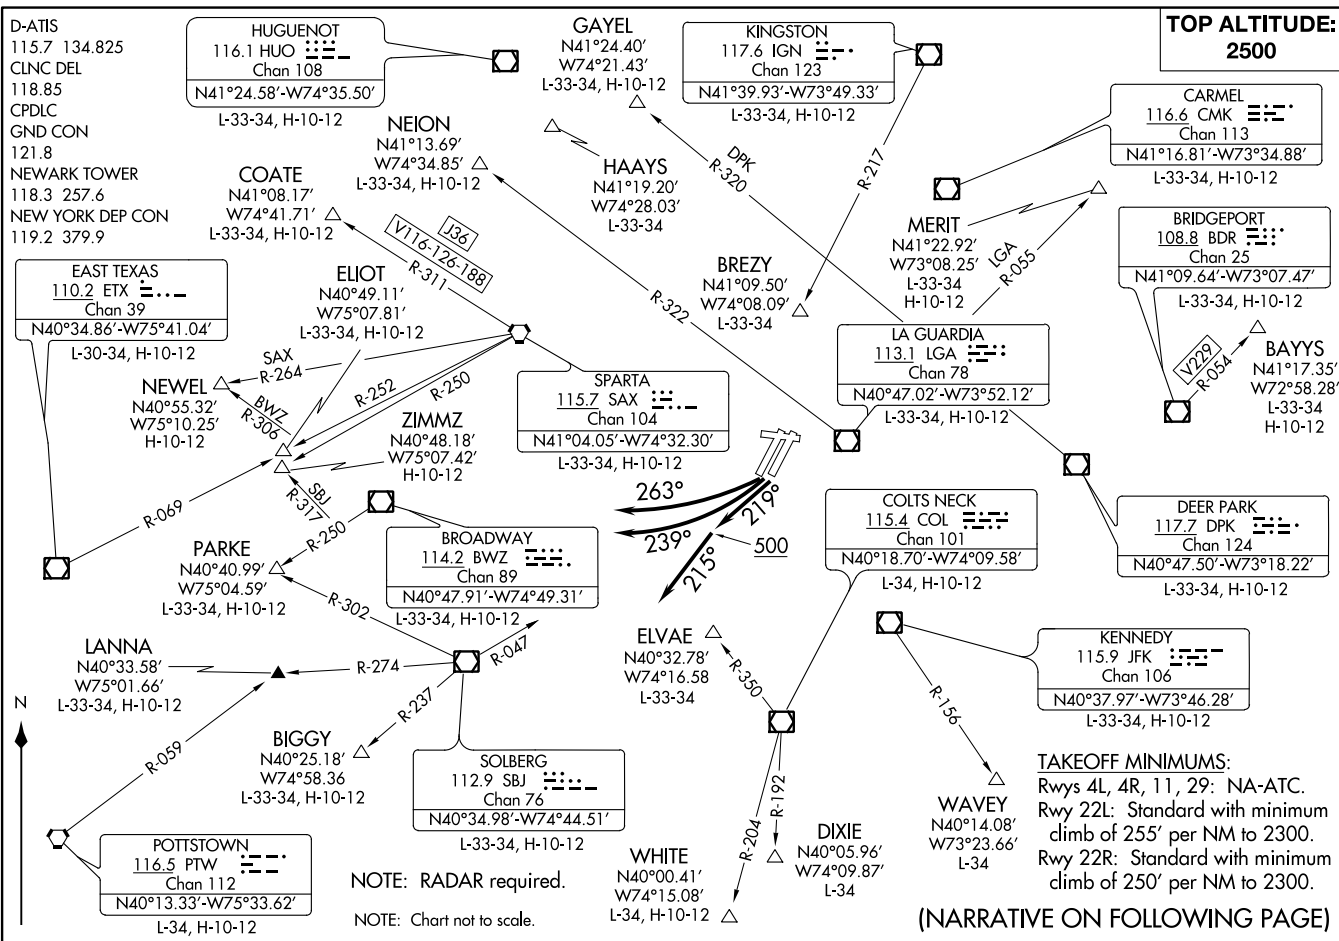 D-ATIS
115.7 134.825
CLNC DEL
118.85
CPDLC
GND CON
121.8
NEWARK TOWER
118.3 257.6
NEW YORK DEP CON
119.2 379.9
HUGUENOT
116.1 HUO
Chan 108
N41°24.58'-W74°35.50'
L-33-34, H-10-12
GAYEL
N41°24.40'
W74°21.43'
L-33-34, H-10-12
KINGSTON
117.6 IGN
Chan 123
N41°39.93'-W73°49.33'
L-33-34, H-10-12
TOP ALTITUDE:
2500
CARMEL
116.6 CMK
Chan 113
N41°16.81'-W73°34.88'
L-33-34, H-10-12
NEION
N41°13.69'
W74°34.85'
L-33-34, H-10-12
HAAYS
N41°19.20'
W74°28.03'
L-33-34
DPK
R-320
R-217
COATE
N41°08.17'
W74°41.71'
L-33-34, H-10-12
J36
V116-126-188
R-311
MERIT
N41°22.92'
W73°08.25'
L-33-34
H-10-12
LGA
R-055
BRIDGEPORT
108.8 BDR
Chan 25
N41°09.64'-W73°07.47'
L-33-34, H-10-12
EAST TEXAS
110.2 ETX
Chan 39
N40°34.86'-W75°41.04'
L-30-34, H-10-12
ELIOT
N40°49.11'
W75°07.81'
L-33-34, H-10-12
BREZY
N41°09.50'
W74°08.09'
L-33-34
R-322
LA GUARDIA
113.1 LGA
Chan 78
N40°47.02'-W73°52.12'
L-33-34, H-10-12
V229
R-054
BAYYS
N41°17.35'
W72°58.28'
L-33-34
H-10-12
SAX
R-264
NEWEL
N40°55.32'
W75°10.25'
H-10-12
BWZ
R-306
R-252
R-250
SPARTA
115.7 SAX
Chan 104
N41°04.05'-W74°32.30'
L-33-34, H-10-12
ZIMMZ
N40°48.18'
W75°07.42'
H-10-12
SBJ
R-317
R-069
R-250
263°
239°
219°
215°
500
COLTS NECK
115.4 COL
Chan 101
N40°18.70'-W74°09.58'
L-34, H-10-12
DEER PARK
117.7 DPK
Chan 124
N40°47.50'-W73°18.22'
L-33-34, H-10-12
BROADWAY
114.2 BWZ
Chan 89
N40°47.91'-W74°49.31'
L-33-34, H-10-12
PARKE
N40°40.99'
W75°04.59'
L-33-34, H-10-12
R-302
R-047
LANNA
N40°33.58'
W75°01.66'
L-33-34, H-10-12
R-274
R-237
ELVAE
N40°32.78'
W74°16.58
L-33-34
R-350
KENNEDY
115.9 JFK
Chan 106
N40°37.97'-W73°46.28'
L-33-34, H-10-12
R-156
N
R-059
BIGGY
N40°25.18'
W74°58.36
L-33-34, H-10-12
SOLBERG
112.9 SBJ
Chan 76
N40°34.98'-W74°44.51'
L-33-34, H-10-12
R-192
R-204
WAVEY
N40°14.08'
W73°23.66'
L-34
TAKEOFF MINIMUMS:
Rwys 4L, 4R, 11, 29: NA-ATC.
Rwy 22L: Standard with minimum
climb of 255' per NM to 2300.
Rwy 22R: Standard with minimum
climb of 250' per NM to 2300.
POTTSTOWN
116.5 PTW
Chan 112
N40°13.33'-W75°33.62'
L-34, H-10-12
NOTE: RADAR required.
NOTE: Chart not to scale.
WHITE
N40°00.41'
W74°15.08'
L-34, H-10-12
DIXIE
N40°05.96'
W74°09.87'
L-34
(NARRATIVE ON FOLLOWING PAGE)